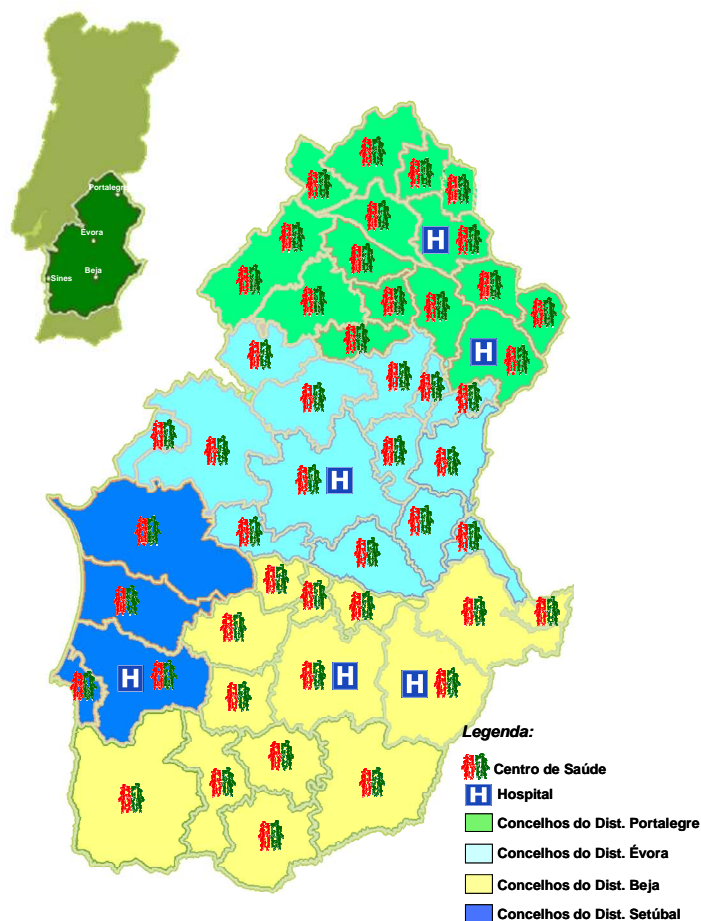 Portalegre
Évora
Sines
Beja
H
H
H
H
H
H
Legenda:
Centro de Saúde
H Hospital
Concelhos do Dist. Portalegre
Concelhos do Dist. Évora
Concelhos do Dist. Beja
Concelhos do Dist. Setúbal